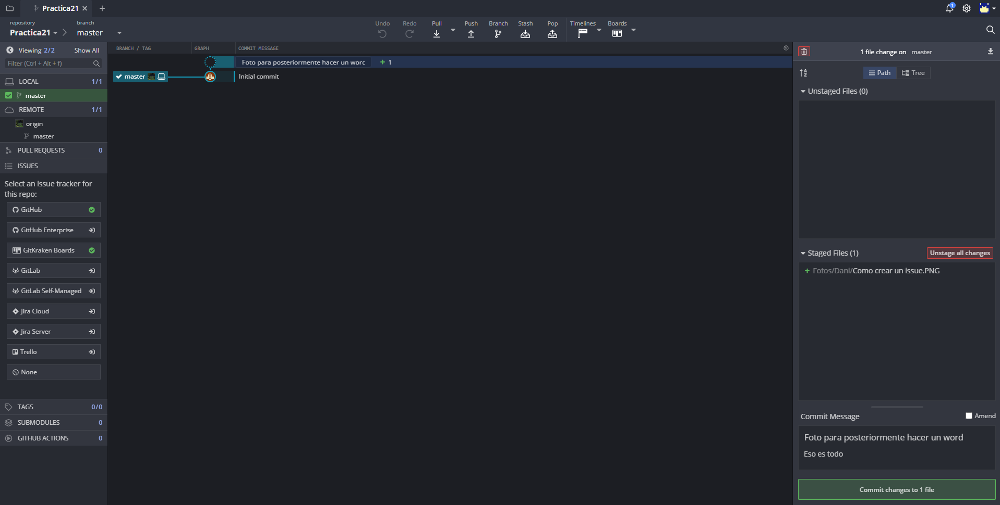 Practica21
1
repository
branch
Practica21
master
Undo
Redo
Pull
Push
Branch
Stash
Pop
Timelines
Boards
Viewing 2/2
Show All
Filter (Ctrl + Alt + f)
LOCAL
1/1
master
REMOTE
1/1
origin
master
PULL REQUESTS
0
ISSUES
Select an issue tracker for
this repo:
GitHub
GitHub Enterprise
GitKraken Boards
GitLab
GitLab Self-Managed
Jira Cloud
Jira Server
Trello
None
TAGS
0/0
SUBMODULES
0
GITHUB ACTIONS
0
BRANCH / TAG
GRAPH
COMMIT MESSAGE
Foto para posteriormente hacer un word
+ 1
master
Initial commit
1 file change on master
Path
Tree
Unstaged Files (0)
Staged Files (1)
Unstage all changes
+ Fotos/Dani/Como crear un issue.PNG
Commit Message
Amend
Foto para posteriormente hacer un word
Eso es todo
Commit changes to 1 file